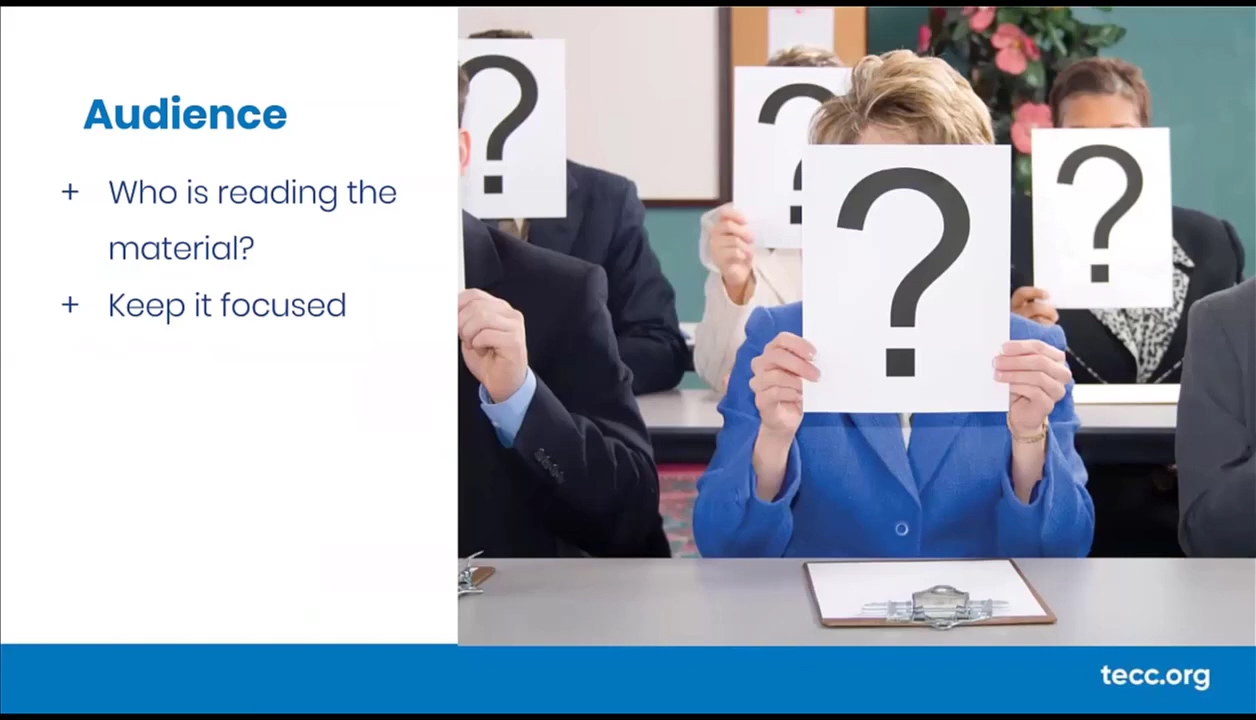 Audience
+ Who is reading the
material?
+ Keep it focused
?
?
?
?
tecc.org